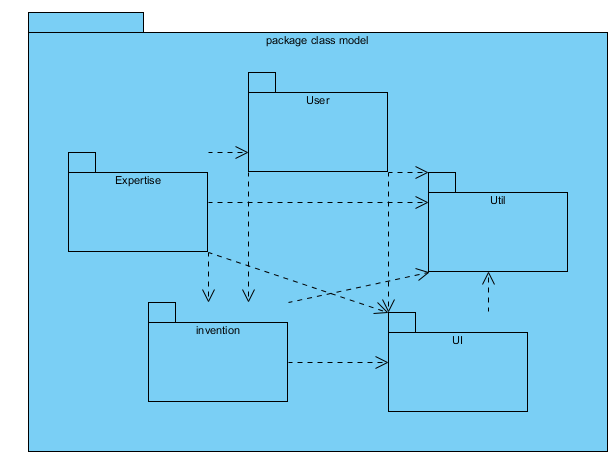 package class model
User
Expertise
Util
invention
UI